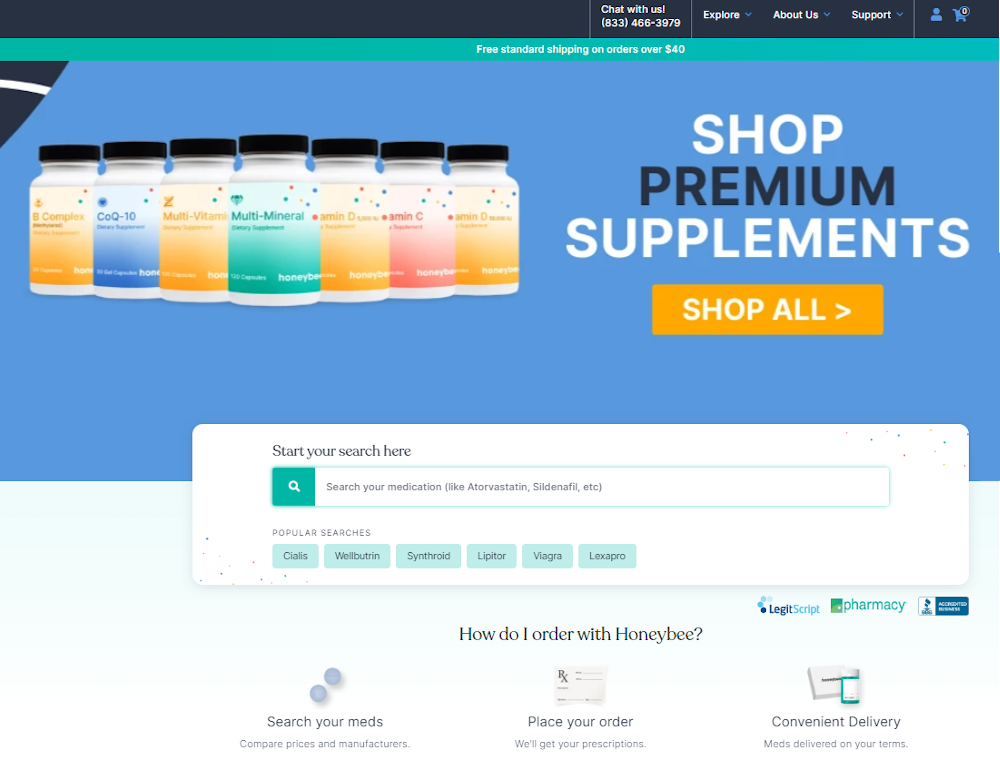 Chat with us!
(833) 466-3979
Explore
About Us
Support
0
Free standard shipping on orders over $40
SHOP
PREMIUM
SUPPLEMENTS
SHOP ALL >
B Complex
(Methylated)
Dietary Supplement
CoQ-10
Dietary Supplement
Multi-Vitamin
Dietary Supplement
Multi-Mineral
Dietary Supplement
120 Capsules
honeybee
amin D
amin C
amin D
honeybee
Start your search here
Search your medication (like Atorvastatin, Sildenafil, etc)
POPULAR SEARCHES
Cialis
Wellbutrin
Synthroid
Lipitor
Viagra
Lexapro
LegitScript
pharmacy
BBB
ACCREDITED
BUSINESS
How do I order with Honeybee?
Rx
Search your meds
Place your order
Convenient Delivery
Compare prices and manufacturers.
We'll get your prescriptions.
Meds delivered on your terms.